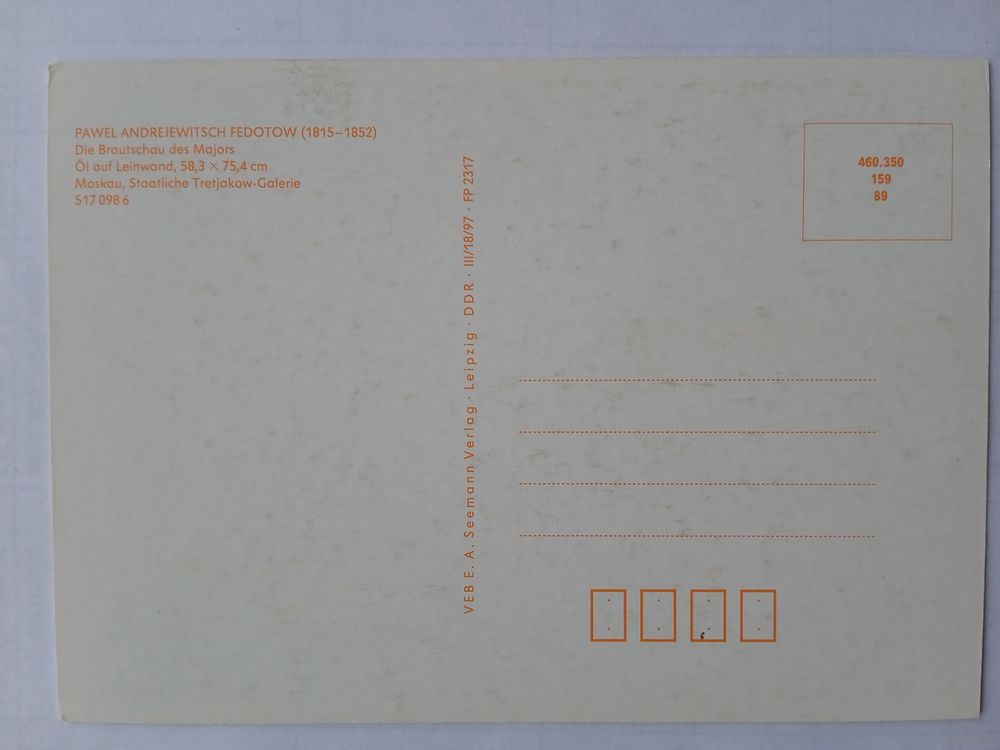 PAWEL ANDREJEWITSCH FEDOTOW (1815–1852)
Die Brautschau des Majors
Öl auf Leinwand, 58,3 × 75,4 cm
Moskau, Staatliche Tretjakow-Galerie
517 098 6
VEB E. A. Seemann Verlag · Leipzig · DDR · III/18/97 · FP 2317
460.350
159
89